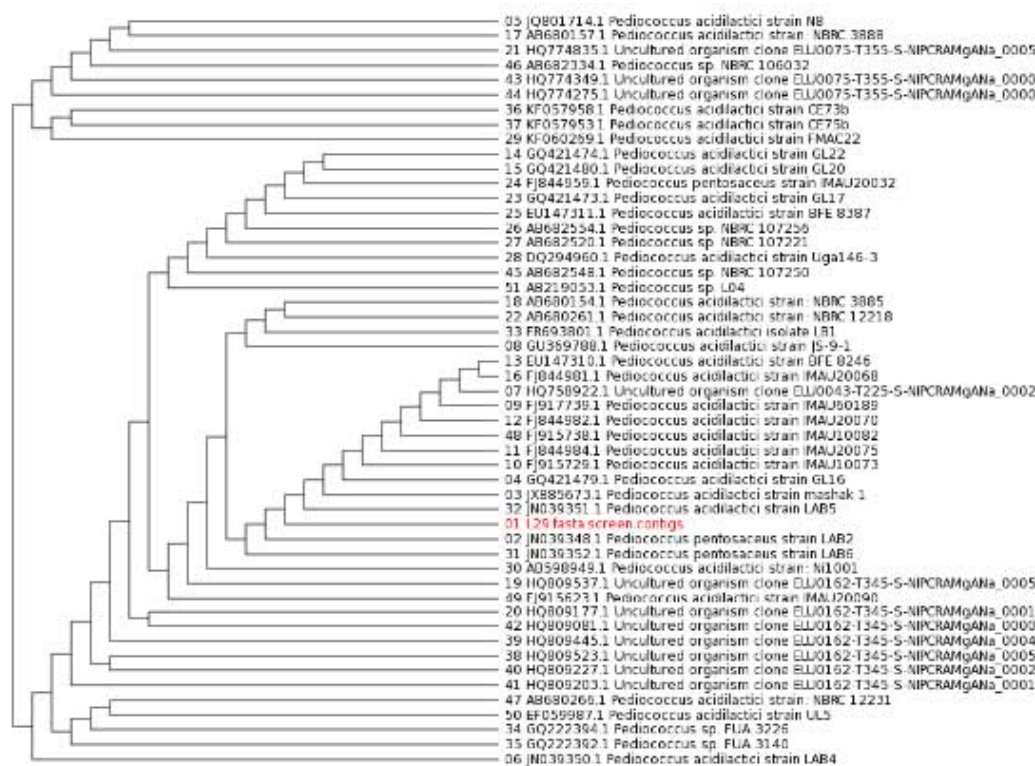 05 JQ801714.1 Pediococcus acidilactici strain N8
17 AB680157.1 Pediococcus acidilactici strain: NBRC 3888
21 HQ774835.1 Uncultured organism clone ELU0075-T355-S-NIPCRAMgANa_0005
46 AB682334.1 Pediococcus sp. NBRC 106032
43 HQ774349.1 Uncultured organism clone ELU0075-T355-S-NIPCRAMgANa_0000
44 HQ774275.1 Uncultured organism clone ELU0075-T355-S-NIPCRAMgANa_0000
36 KF057958.1 Pediococcus acidilactici strain CE73b
37 KF057953.1 Pediococcus acidilactici strain CE75b
29 KF060269.1 Pediococcus acidilactici strain FMAC22
14 GQ421474.1 Pediococcus acidilactici strain GL22
15 GQ421480.1 Pediococcus acidilactici strain GL20
24 FJ844959.1 Pediococcus pentosaceus strain IMAU20032
23 GQ421473.1 Pediococcus acidilactici strain GL17
25 EU147311.1 Pediococcus acidilactici strain BFE 8387
26 AB682554.1 Pediococcus sp. NBRC 107256
27 AB682520.1 Pediococcus sp. NBRC 107221
28 DQ294960.1 Pediococcus acidilactici strain Uga146-3
45 AB682548.1 Pediococcus sp. NBRC 107250
51 AB219053.1 Pediococcus sp. L04
18 AB680154.1 Pediococcus acidilactici strain: NBRC 3885
22 AB680261.1 Pediococcus acidilactici strain: NBRC 12218
33 FR693801.1 Pediococcus acidilactici isolate LB1
08 GU369788.1 Pediococcus acidilactici strain JS-9-1
13 EU147310.1 Pediococcus acidilactici strain BFE 8246
16 FJ844981.1 Pediococcus acidilactici strain IMAU20068
07 HQ758922.1 Uncultured organism clone ELU0043-T225-S-NIPCRAMgANa_0002
09 FJ917739.1 Pediococcus acidilactici strain IMAU60189
12 FJ844982.1 Pediococcus acidilactici strain IMAU20070
48 FJ915738.1 Pediococcus acidilactici strain IMAU10082
11 FJ844984.1 Pediococcus acidilactici strain IMAU20075
10 FJ915729.1 Pediococcus acidilactici strain IMAU10073
04 GQ421479.1 Pediococcus acidilactici strain GL16
03 JX885673.1 Pediococcus acidilactici strain mashak 1
32 JN039351.1 Pediococcus acidilactici strain LAB5
01 L29 fasta screen contigs
02 JN039348.1 Pediococcus pentosaceus strain LAB2
31 JN039352.1 Pediococcus pentosaceus strain LAB6
30 AB598949.1 Pediococcus acidilactici strain: Ni1001
19 HQ809537.1 Uncultured organism clone ELU0162-T345-S-NIPCRAMgANa_0005
49 FJ915623.1 Pediococcus acidilactici strain IMAU20090
20 HQ809177.1 Uncultured organism clone ELU0162-T345-S-NIPCRAMgANa_0001
42 HQ809081.1 Uncultured organism clone ELU0162-T345-S-NIPCRAMgANa_0000
39 HQ809445.1 Uncultured organism clone ELU0162-T345-S-NIPCRAMgANa_0004
38 HQ809523.1 Uncultured organism clone ELU0162-T345-S-NIPCRAMgANa_0005
40 HQ809227.1 Uncultured organism clone ELU0162-T345-S-NIPCRAMgANa_0002
41 HQ809203.1 Uncultured organism clone ELU0162-T345-S-NIPCRAMgANa_0001
47 AB680266.1 Pediococcus acidilactici strain: NBRC 12231
50 EF059987.1 Pediococcus acidilactici strain UL5
34 GQ222394.1 Pediococcus sp. FUA 3226
35 GQ222392.1 Pediococcus sp. FUA 3140
06 JN039350.1 Pediococcus acidilactici strain LAB4